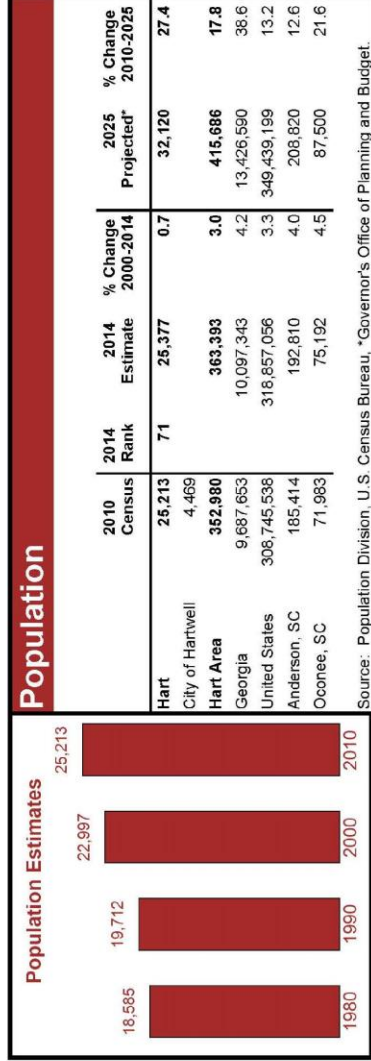 Population Estimates
18,585 19,712 22,997 25,213
1980 1990 2000 2010
Population
2010 Census 2014 Rank 2014 Estimate % Change 2000-2014 2025 Projected* % Change 2010-2025
Hart 25,213 71 25,377 0.7 32,120 27.4
City of Hartwell 4,469
Hart Area 352,980 363,393 3.0 415,686 17.8
Georgia 9,687,653 10,097,343 4.2 13,426,590 38.6
United States 308,745,538 318,857,056 3.3 349,439,199 13.2
Anderson, SC 185,414 192,810 4.0 208,820 12.6
Oconee, SC 71,983 75,192 4.5 87,500 21.6
Source: Population Division, U.S. Census Bureau, *Governor's Office of Planning and Budget.